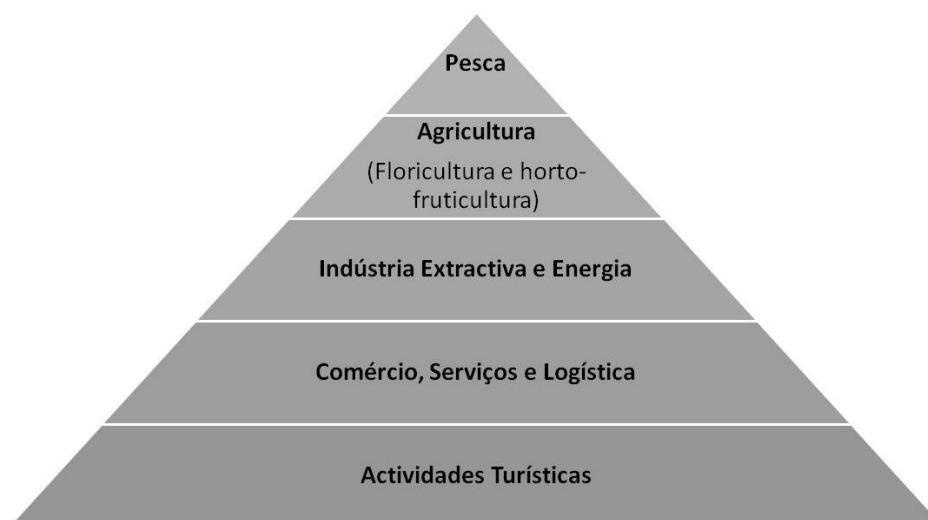 Pesca
Agricultura
(Floricultura e horto-
fruticultura)
Indústria Extractiva e Energia
Comércio, Serviços e Logística
Actividades Turísticas